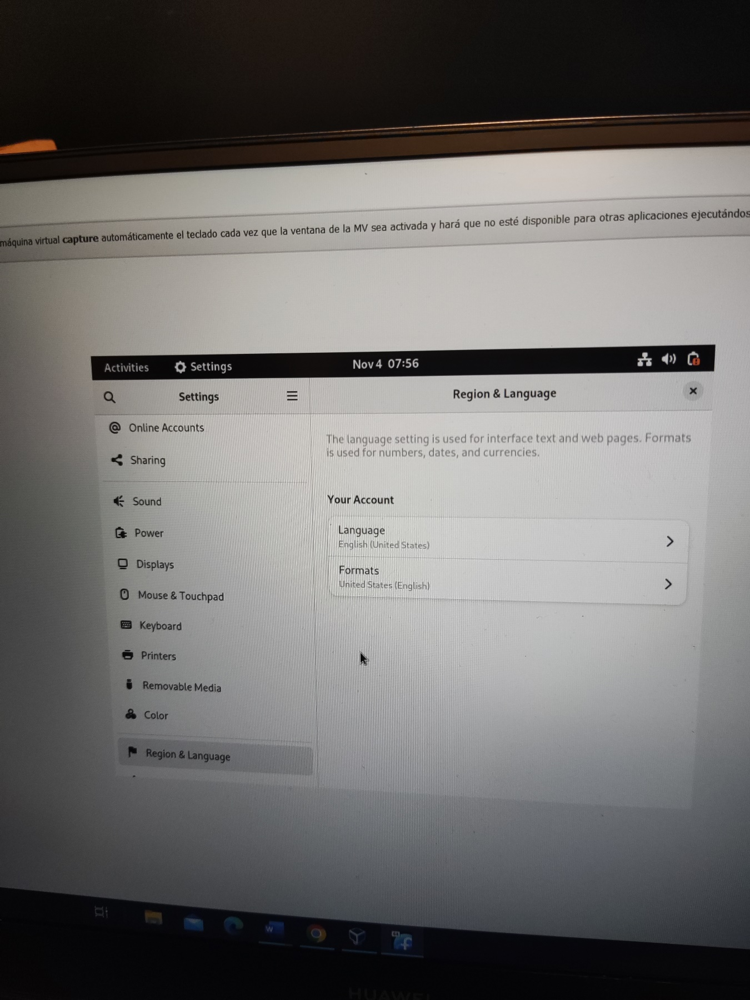 máquina virtual capture automáticamente el teclado cada vez que la ventana de la MV sea activada y hará que no esté disponible para otras aplicaciones ejecutándos
Activities Settings Nov 4 07:56
Settings
Region & Language
Online Accounts
Sharing
Sound
Power
Displays
Mouse & Touchpad
Keyboard
Printers
Removable Media
Color
Region & Language
The language setting is used for interface text and web pages. Formats
is used for numbers, dates, and currencies.
Your Account
Language
English (United States)
Formats
United States (English)
HUAWEI